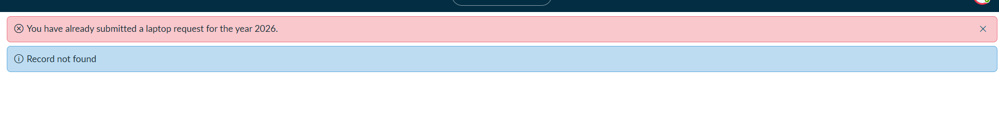 You have already submitted a laptop request for the year 2026.
Record not found